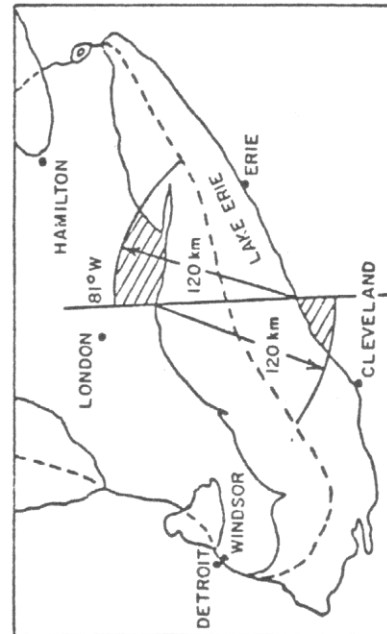 HAMILTON
ERIE
LAKE ERIE
81° W
120 km
LONDON
120 km
CLEVELAND
WINDSOR
DETROIT